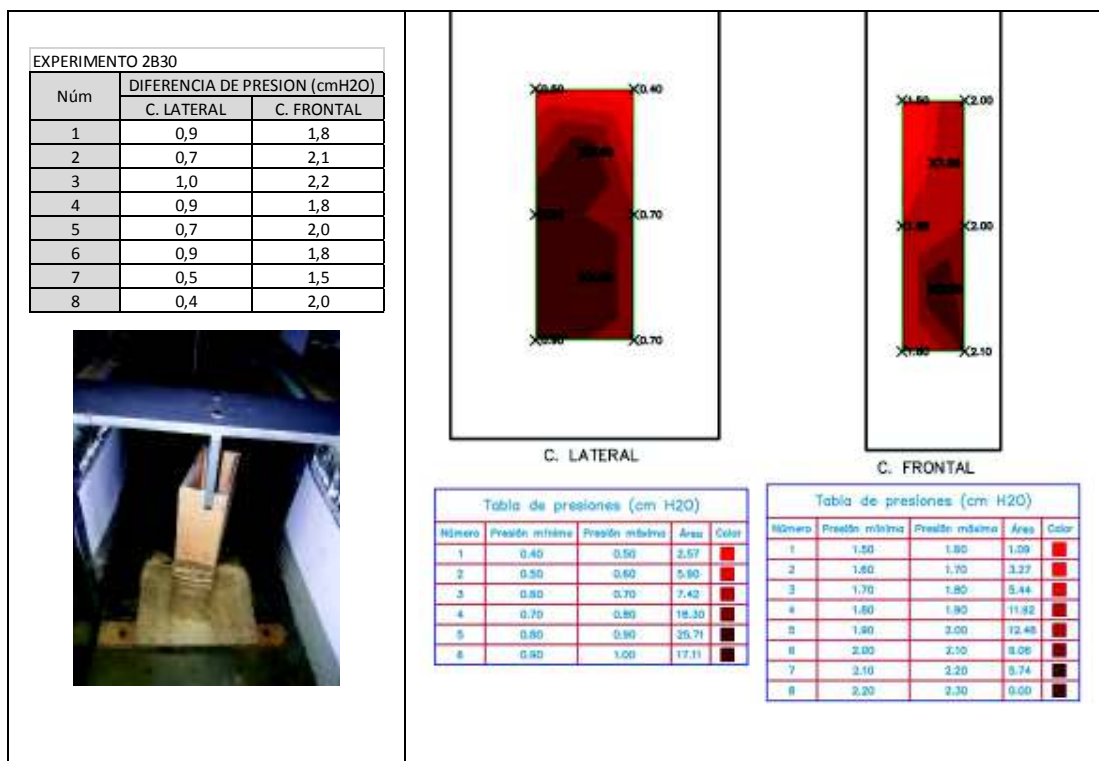 EXPERIMENTO 2B30
Núm DIFERENCIA DE PRESION (cmH2O)
C. LATERAL C. FRONTAL
1 0,9 1,8
2 0,7 2,1
3 1,0 2,2
4 0,9 1,8
5 0,7 2,0
6 0,9 1,8
7 0,5 1,5
8 0,4 2,0
0.50 0.40
0.70
0.70
C. LATERAL
1.50 2.00
2.00
2.10
C. FRONTAL
Tabla de presiones (cm H2O)
Número Presión mínima Presión máxima Área Color
1 0.40 0.50 2.57
2 0.50 0.60 5.90
3 0.60 0.70 7.42
4 0.70 0.80 18.30
5 0.80 0.90 25.71
6 0.90 1.00 17.11
Tabla de presiones (cm H2O)
Número Presión mínima Presión máxima Área Color
1 1.50 1.60 1.09
2 1.60 1.70 3.27
3 1.70 1.80 5.44
4 1.80 1.90 11.92
5 1.90 2.00
6 2.00 2.10
7 2.10 2.20 5.74
8 2.20 2.30 0.00